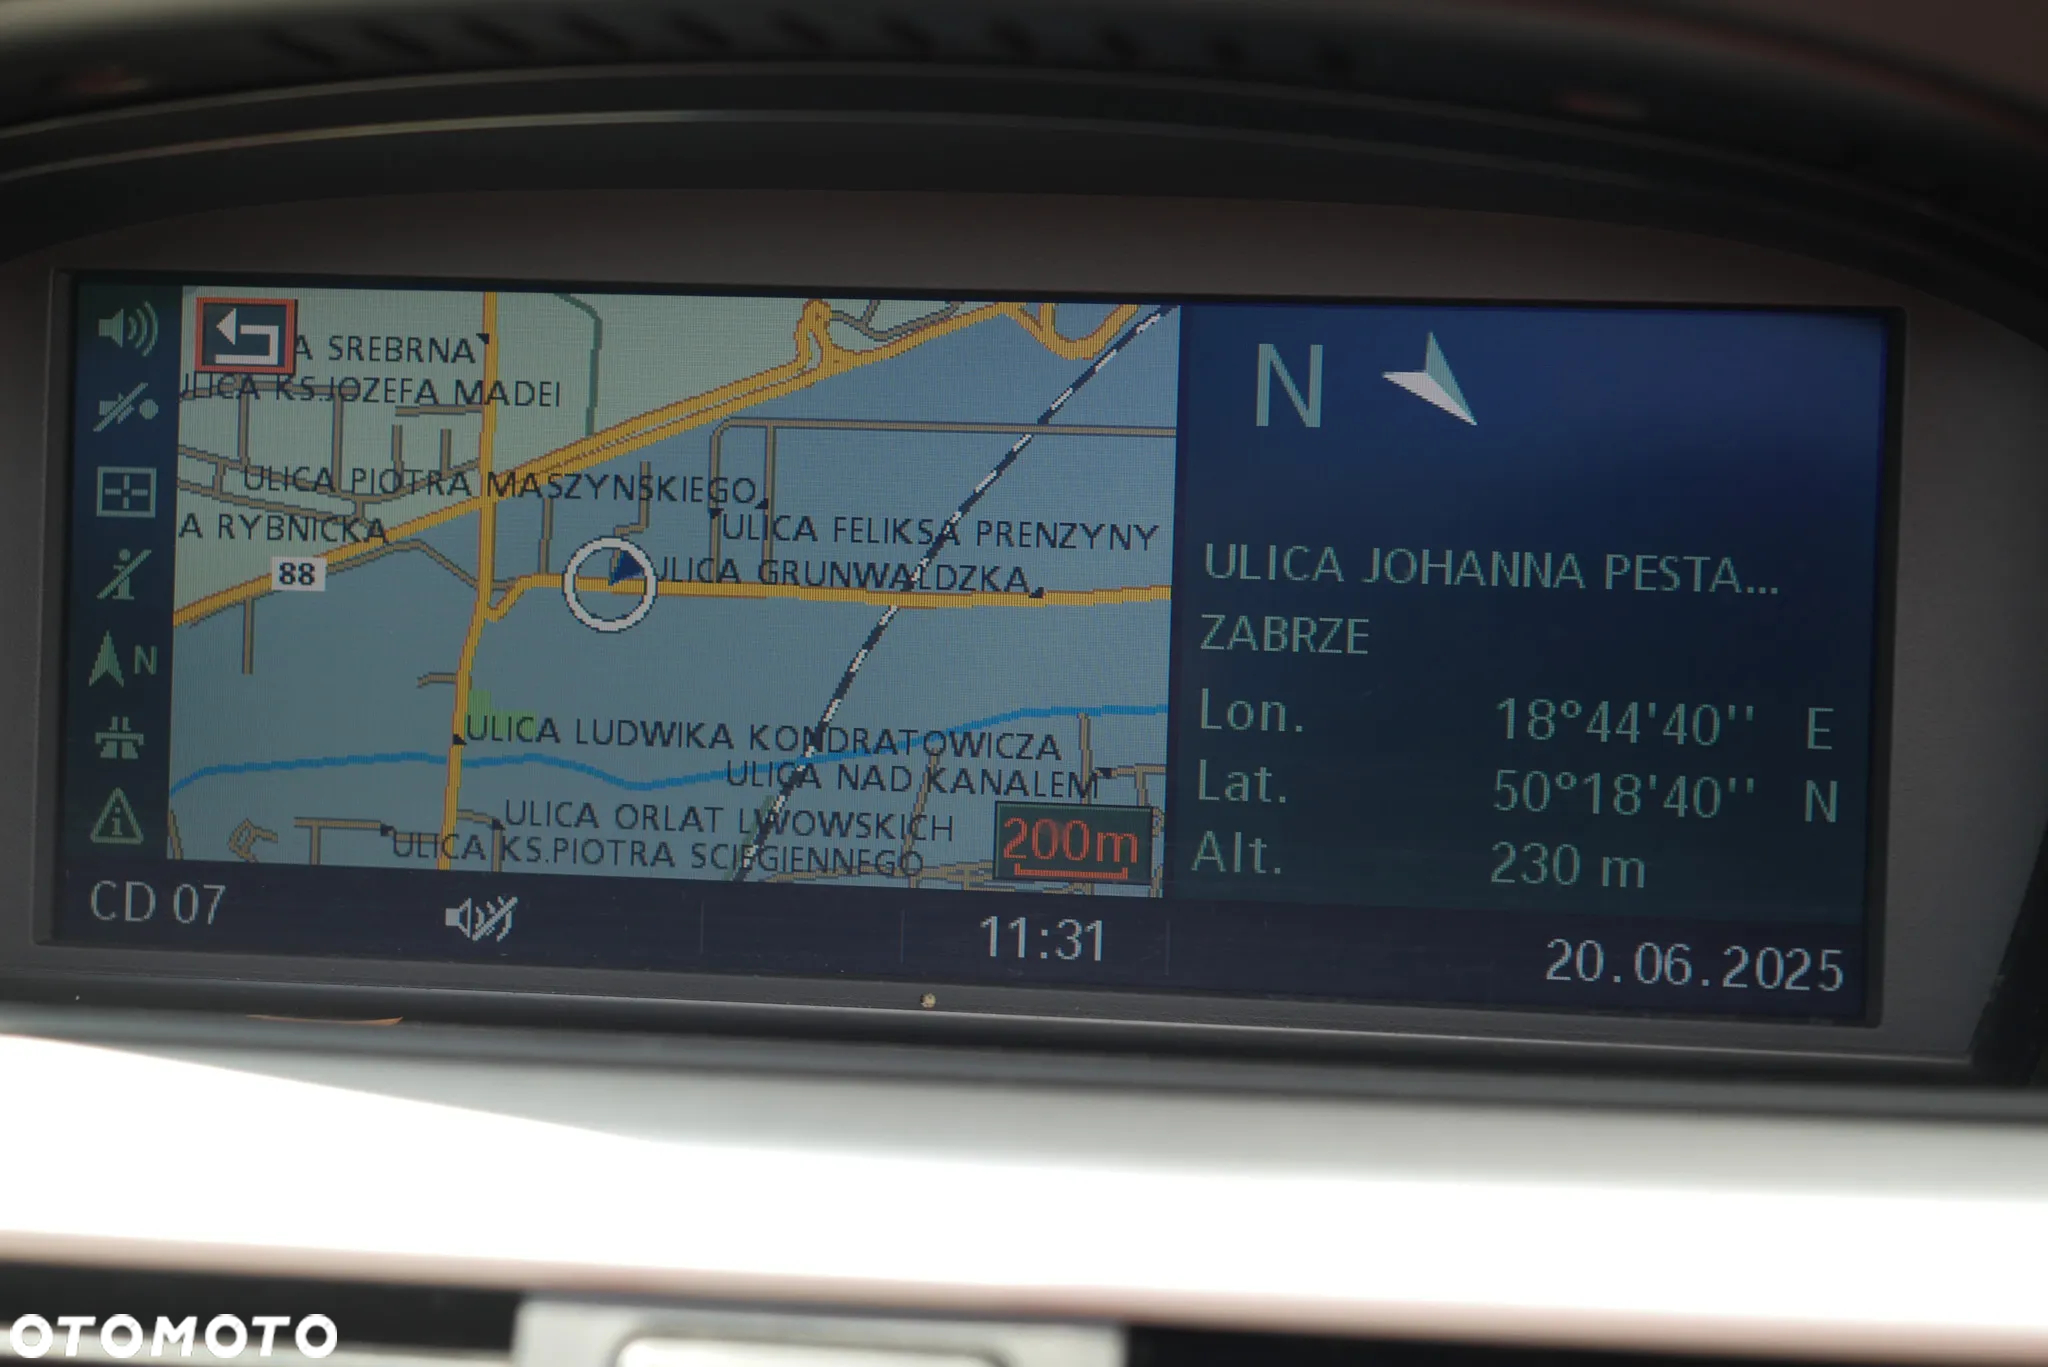 A SREBRNA
ULICA KS.JOZEFA MADEI
ULICA PIOTRA MASZYNSKIEGO
A RYBNICKA
ULICA FELIKSA PRENZYNY
88
ULICA GRUNWALDZKA
ULICA LUDWIKA KONDRATOWICZA
ULICA NAD KANALEM
ULICA ORLAT LWOWSKICH
ULICA KS.PIOTRA SCIEGIENNEGO
200m
N
N
ULICA JOHANNA PESTA...
ZABRZE
Lon. 18°44'40'' E
Lat. 50°18'40'' N
Alt. 230 m
CD 07 11:31 20.06.2025
OTOMOTO